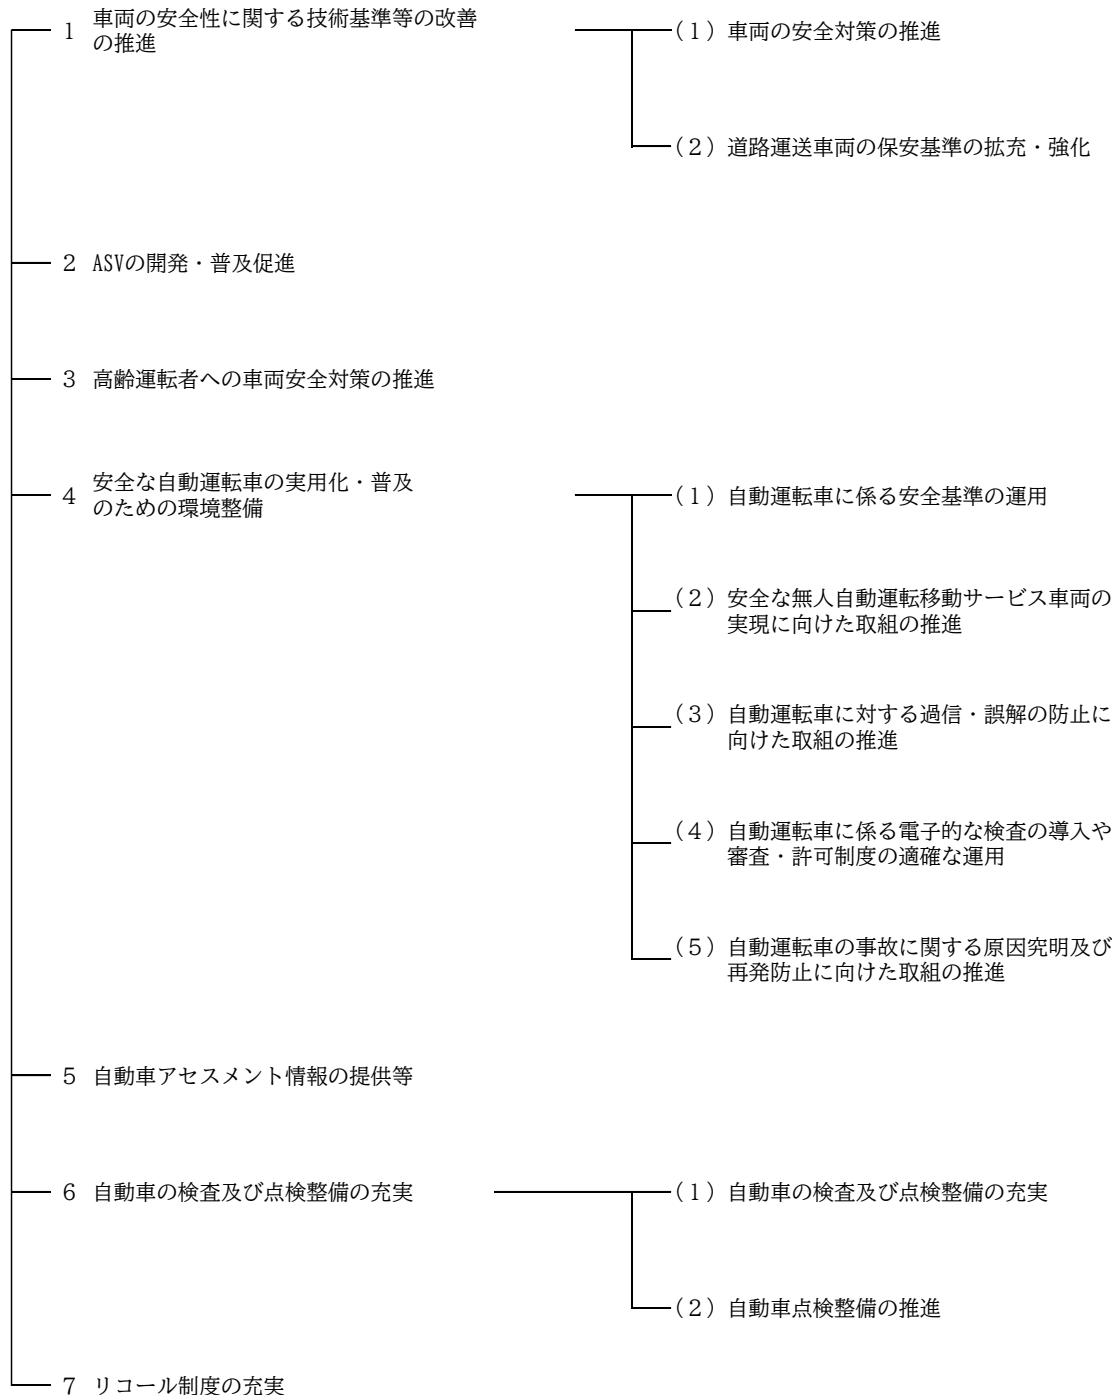 1 車両の安全性に関する技術基準等の改善
の推進
(1)車両の安全対策の推進
(2)道路運送車両の保安基準の拡充・強化
2 ASVの開発・普及促進
3 高齢運転者への車両安全対策の推進
4 安全な自動運転車の実用化・普及
のための環境整備
(1)自動運転車に係る安全基準の運用
(2)安全な無人自動運転移動サービス車両の
実現に向けた取組の推進
(3)自動運転車に対する過信・誤解の防止に
向けた取組の推進
(4)自動運転車に係る電子的な検査の導入や
審査・許可制度の適確な運用
(5)自動運転車の事故に関する原因究明及び
再発防止に向けた取組の推進
5 自動車アセスメント情報の提供等
6 自動車の検査及び点検整備の充実
(1)自動車の検査及び点検整備の充実
(2)自動車点検整備の推進
7 リコール制度の充実